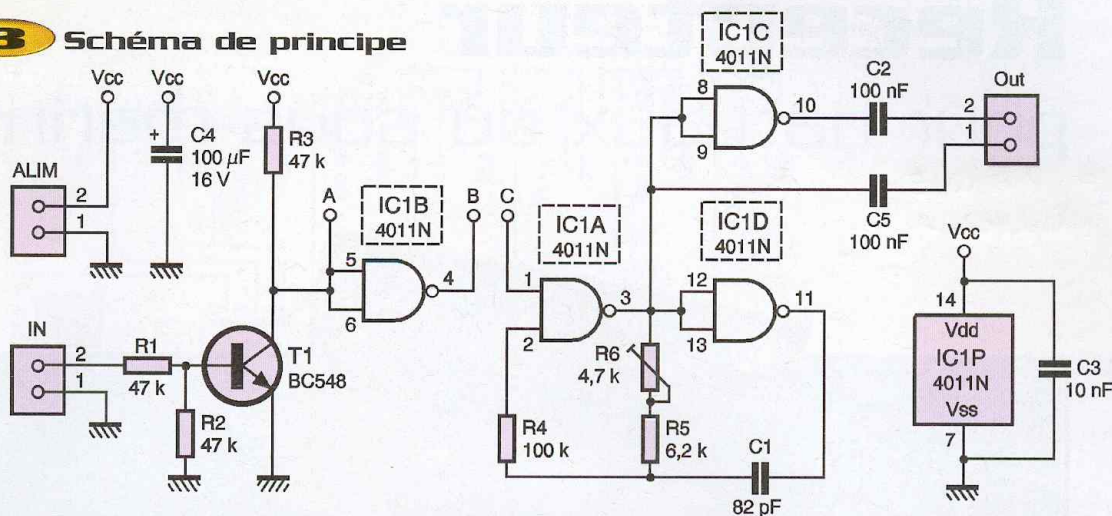 3 Schéma de principe
Vcc
Vcc
Vcc
ALIM
2
1
+
C4
100 µF
16 V
R3
47 k
A
IC1B
4011N
5
6
4
B
C
IN
2
1
R1
47 k
R2
47 k
T1
BC548
IC1A
4011N
1
2
3
R4
100 k
R6
4,7 k
R5
6,2 k
C1
82 pF
IC1D
4011N
12
13
11
IC1C
4011N
8
9
10
C2
100 nF
C5
100 nF
Out
2
1
Vcc
14
Vdd
IC1P
4011N
Vss
7
C3
10 nF